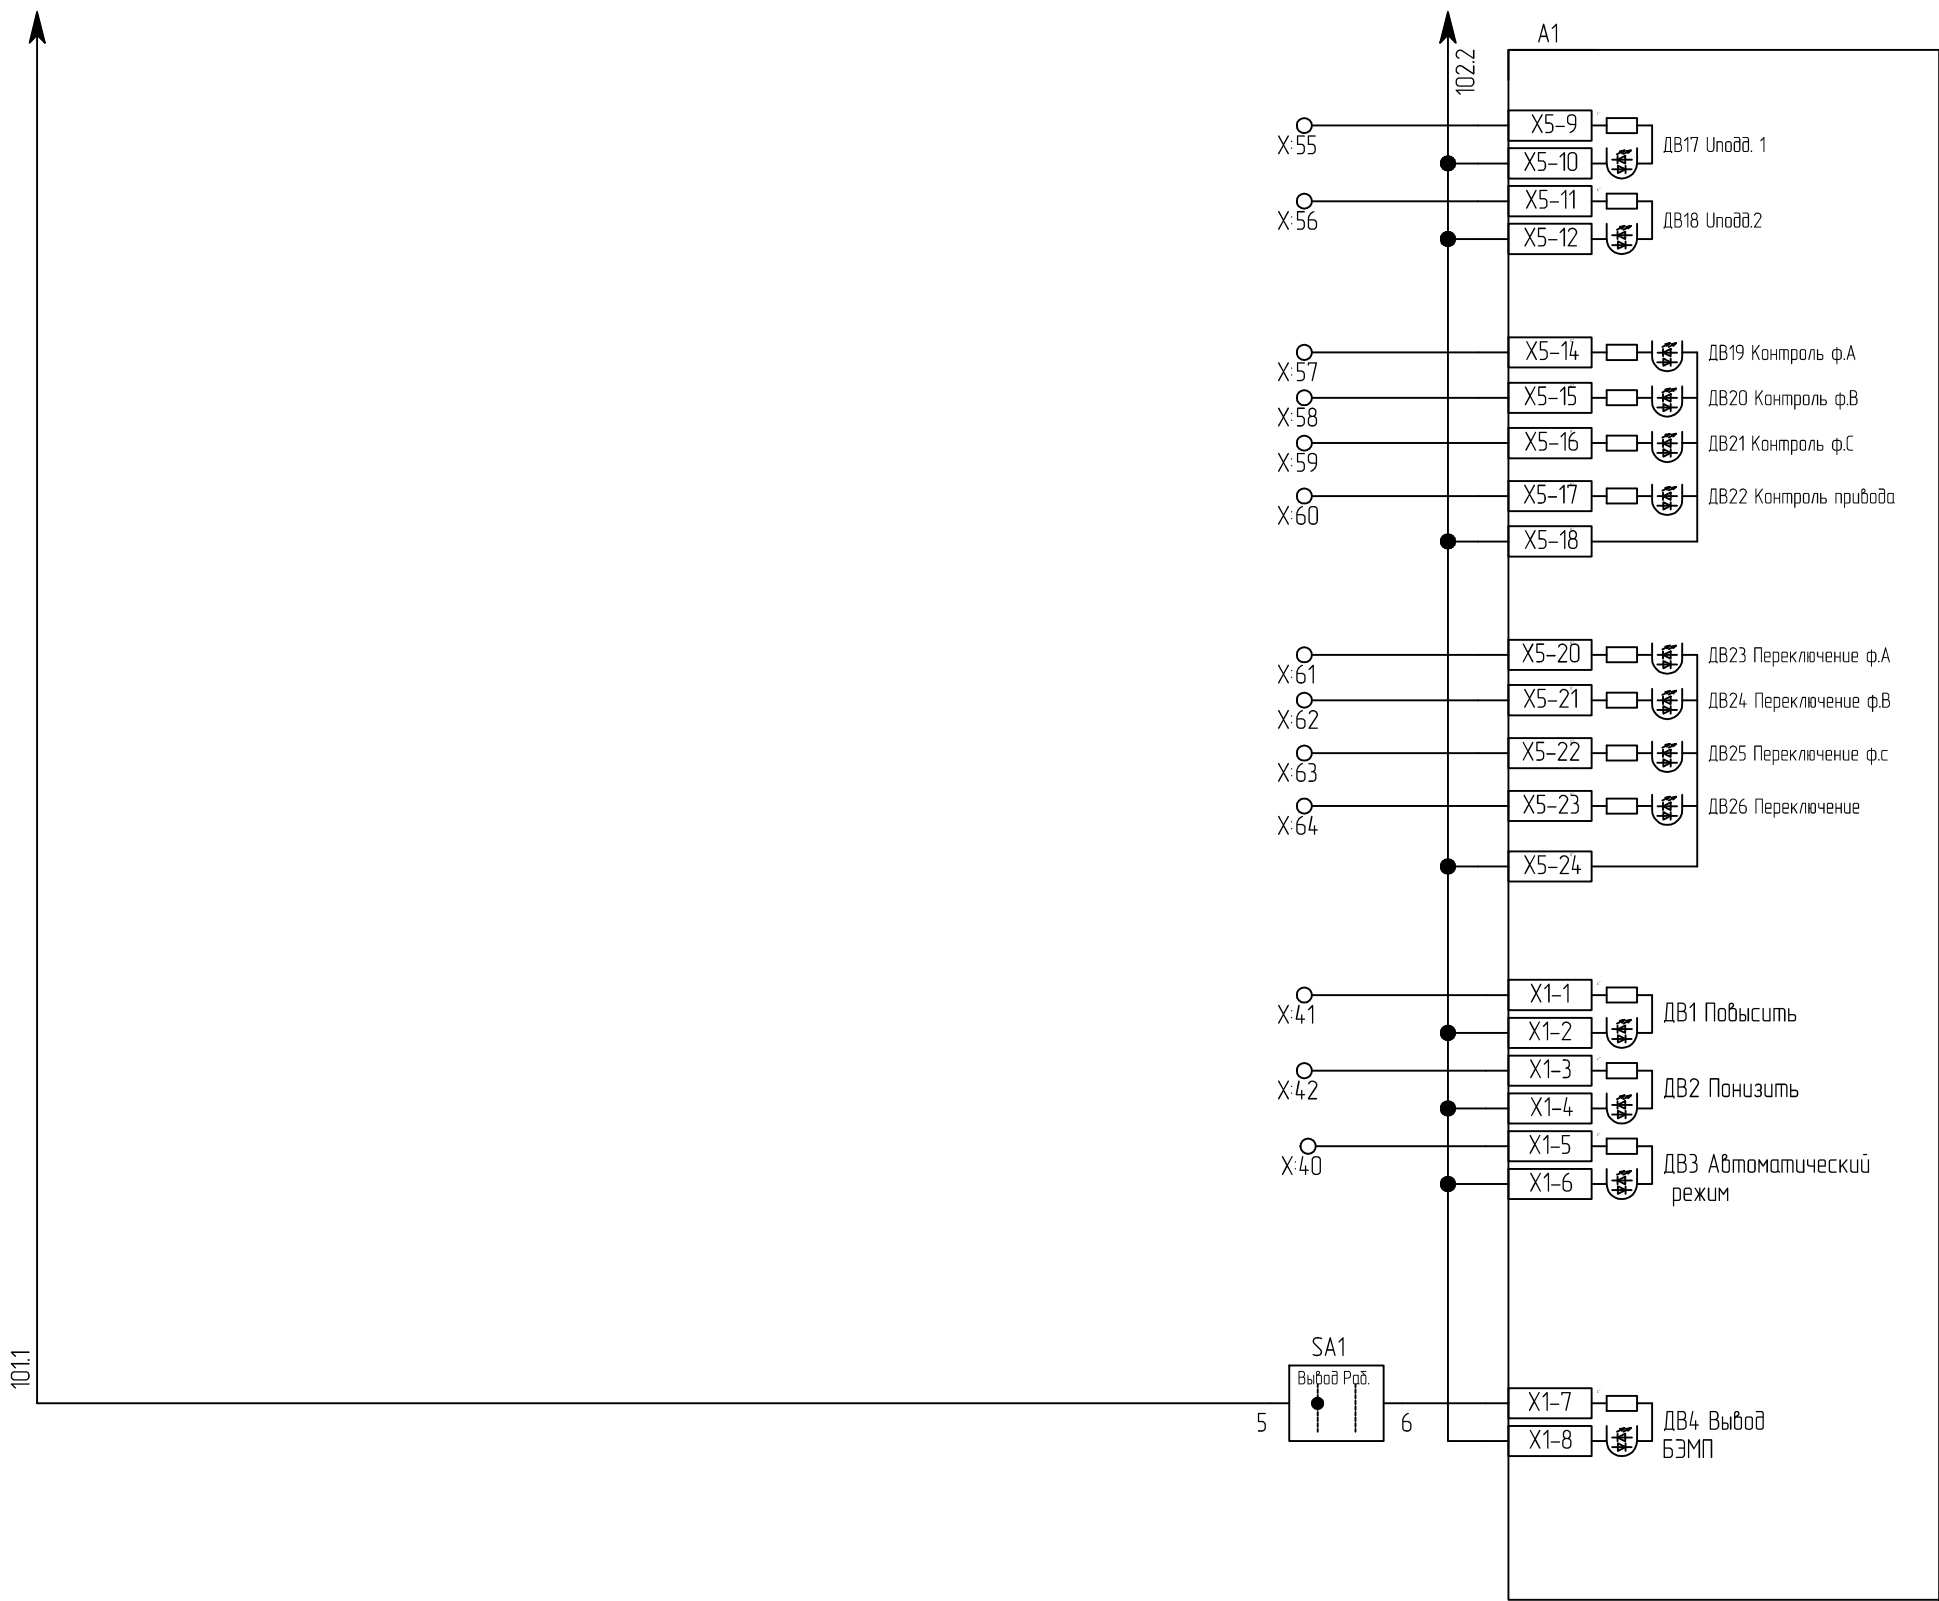 А1
102.2
X:55
X5-9
X5-10
ДВ17 Uподд. 1
X:56
X5-11
X5-12
ДВ18 Uподд.2
X:57
X5-14
ДВ19 Контроль ф.А
X:58
X5-15
ДВ20 Контроль ф.В
X:59
X5-16
ДВ21 Контроль ф.С
X:60
X5-17
ДВ22 Контроль привода
X5-18
X:61
X5-20
ДВ23 Переключение ф.А
X:62
X5-21
ДВ24 Переключение ф.В
X:63
X5-22
ДВ25 Переключение ф.с
X:64
X5-23
ДВ26 Переключение
X5-24
X:41
X1-1
X1-2
ДВ1 Повысить
X:42
X1-3
X1-4
ДВ2 Понизить
X:40
X1-5
X1-6
ДВ3 Автоматический
режим
101.1
SA1
Вывод Раб.
5
6
X1-7
X1-8
ДВ4 Вывод
БЭМП